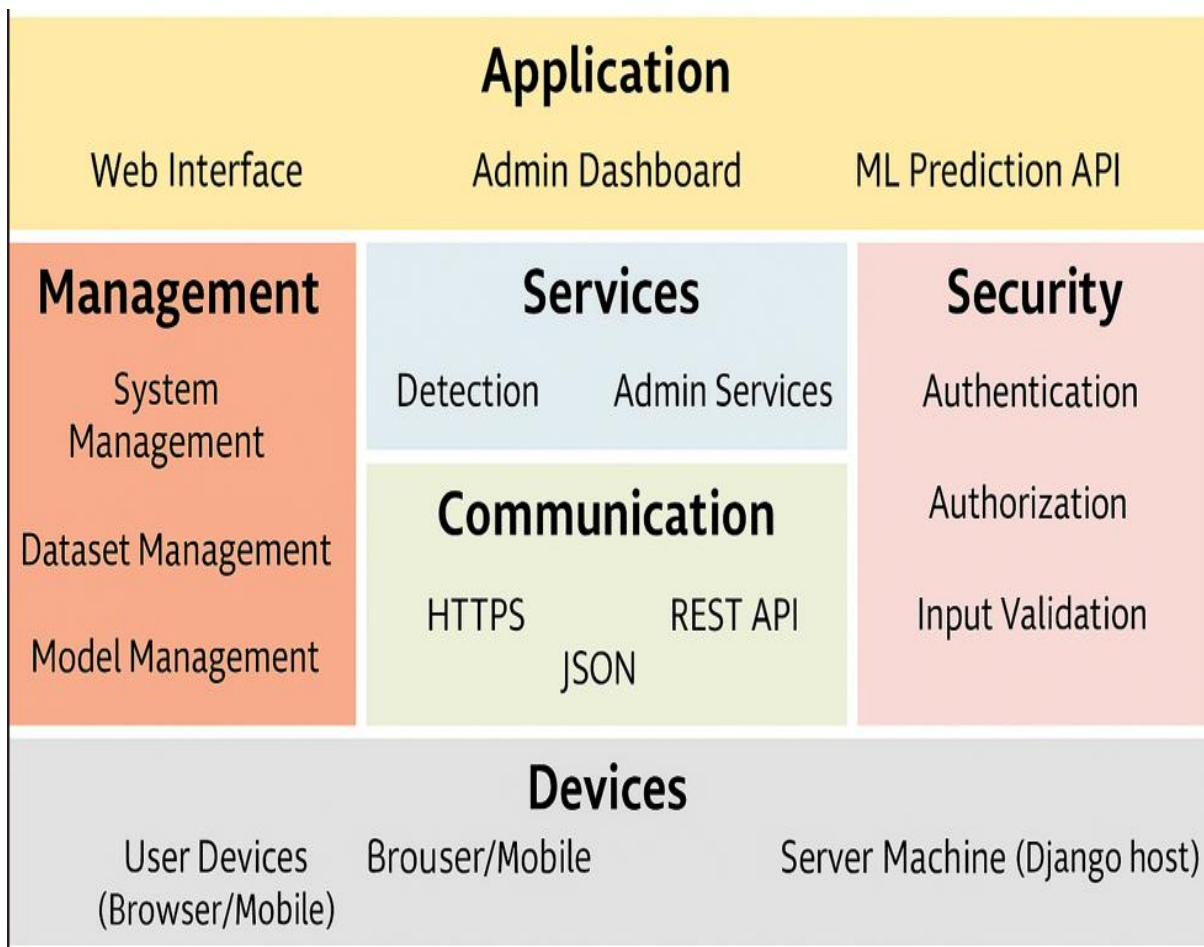 Application
Web Interface
Admin Dashboard
ML Prediction API
Management
System
Management
Dataset Management
Model Management
Services
Detection
Admin Services
Communication
HTTPS
REST API
JSON
Security
Authentication
Authorization
Input Validation
Devices
User Devices
(Browser/Mobile)
Brouser/Mobile
Server Machine (Django host)